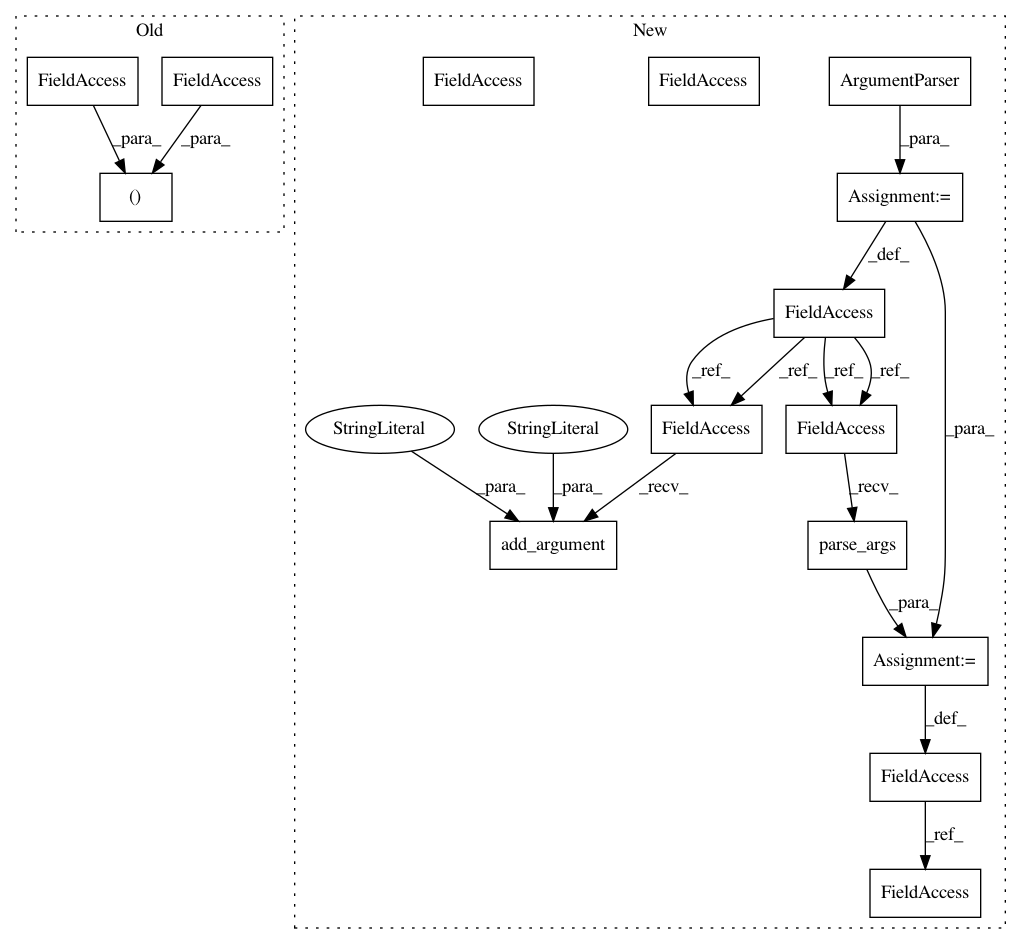 Old
New
FieldAccess
FieldAccess
FieldAccess
FieldAccess
ArgumentParser
_para_
_para_
_para_
()
Assignment:=
_def_
FieldAccess
_ref_
_ref_
_ref_
_ref_
StringLiteral
StringLiteral
FieldAccess
FieldAccess
_para_
_para_
_para_
_recv_
_recv_
add_argument
parse_args
_para_
Assignment:=
_def_
FieldAccess
_ref_
FieldAccess